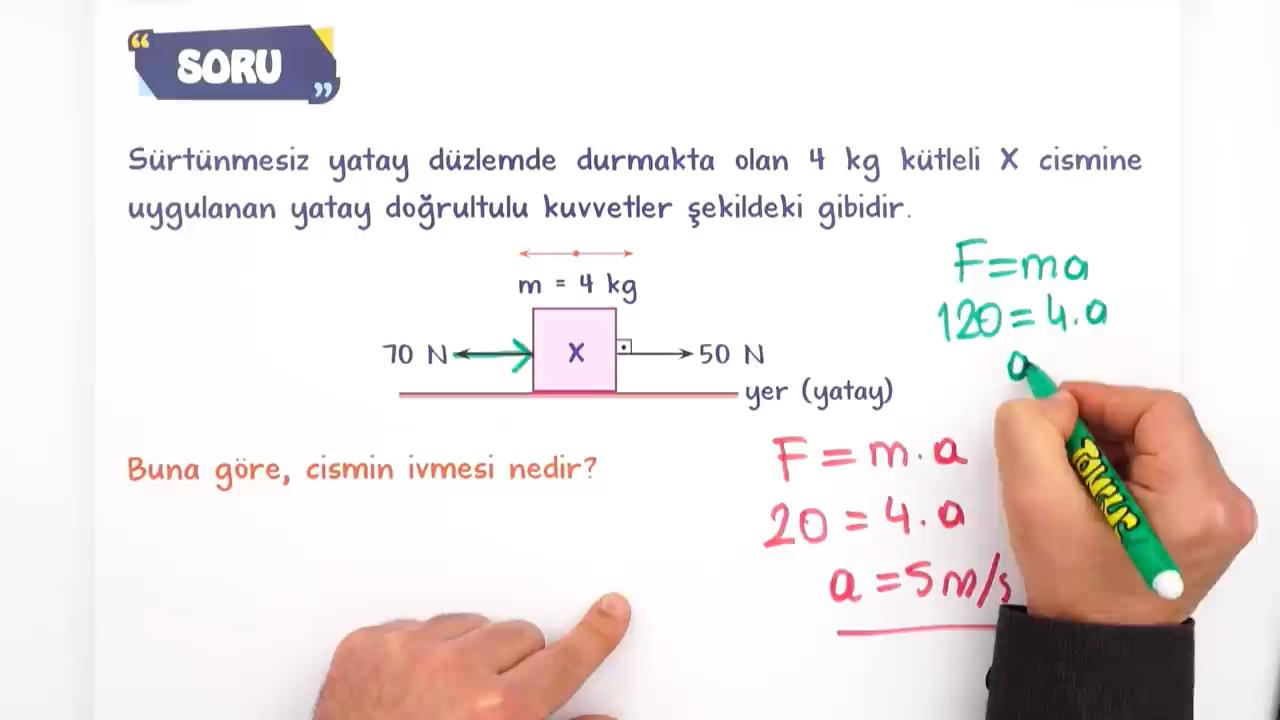 SORU
Sürtünmesiz yatay düzlemde durmakta olan 4 kg kütleli X cismine
uygulanan yatay doğrultulu kuvvetler şekildeki gibidir.
m = 4 kg
70 N X 50 N
yer (yatay)
Buna göre, cismin ivmesi nedir?
F=ma
120=4.a
a
F=m.a
20=4.a
a=5m/s